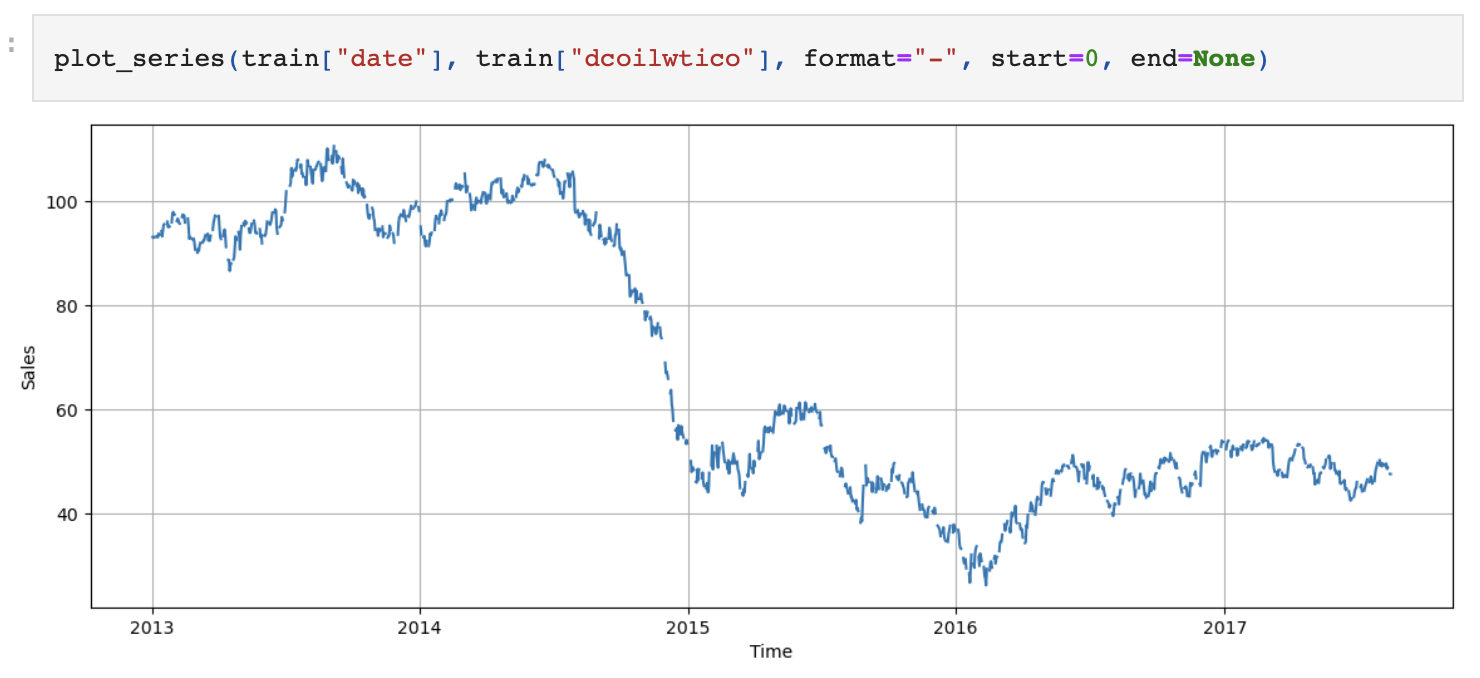 :
plot_series(train["date"], train["dcoilwtico"], format="-", start=0, end=None)
100
80
60
40
Sales
2013 2014 2015 2016 2017
Time